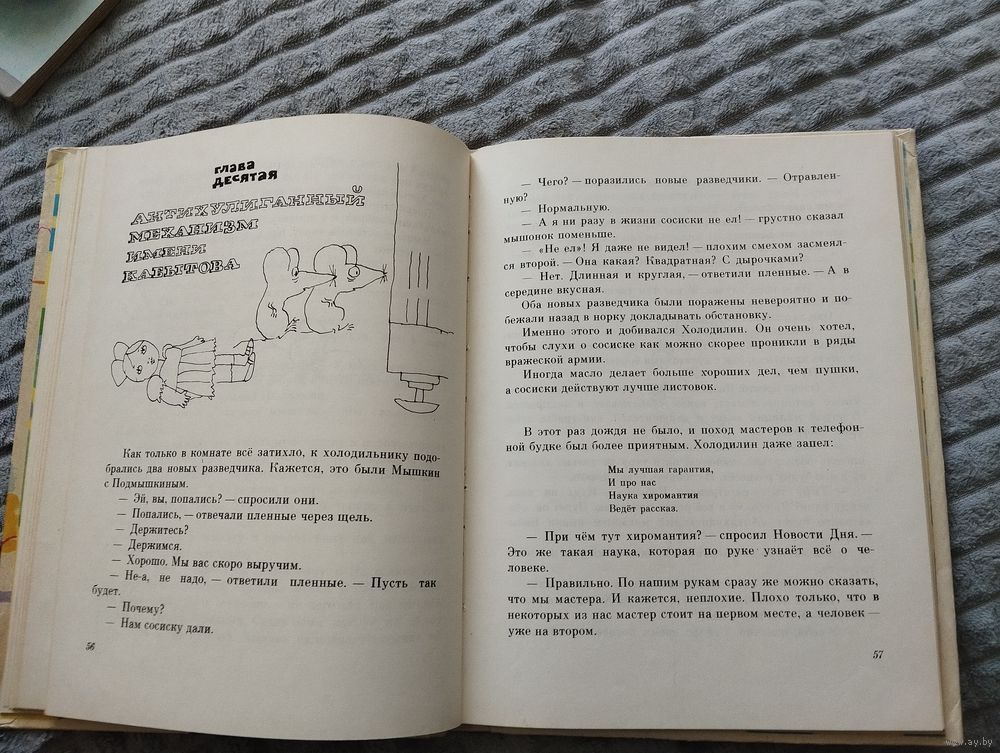 глава
десятая
АНТИХУЛИГАННЫЙ
МЕХАНИЗМ
ИМЕНИ
КАБЫТОВА
Как только в комнате всё затихло, к холодильнику подо-
брались два новых разведчика. Кажется, это были Мышкин
с Подмышкиным.
— Эй, вы, попались? — спросили они.
— Попались, — отвечали пленные через щель.
— Держитесь?
— Держимся.
— Хорошо. Мы вас скоро выручим.
— Не-а, не надо, — ответили пленные. — Пусть так
будет.
— Почему?
— Нам сосиску дали.
56
— Чего? — поразились новые разведчики. — Отравлен-
ную?
— Нормальную.
— А я ни разу в жизни сосиски не ел! — грустно сказал
мышонок поменьше.
— «Не ел»! Я даже не видел! — плохим смехом засмеял-
ся второй. — Она какая? Квадратная? С дырочками?
— Нет. Длинная и круглая, — ответили пленные. — А в
середине вкусная.
Оба новых разведчика были поражены невероятно и по-
бежали назад в норку докладывать обстановку.
Именно этого и добивался Холодилин. Он очень хотел,
чтобы слухи о сосиске как можно скорее проникли в ряды
вражеской армии.
Иногда масло делает больше хороших дел, чем пушки,
а сосиски действуют лучше листовок.
В этот раз дождя не было, и поход мастеров к телефон-
ной будке был более приятным. Холодилин даже запел:
Мы лучшая гарантия,
И про нас
Наука хиромантия
Ведёт рассказ.
— При чём тут хиромантия? — спросил Новости Дня. —
Это же такая наука, которая по руке узнаёт всё о че-
ловеке.
— Правильно. По нашим рукам сразу же можно сказать,
что мы мастера. И кажется, неплохие. Плохо только, что в
некоторых из нас мастер стоит на первом месте, а человек —
уже на втором.
57
www.ay.by